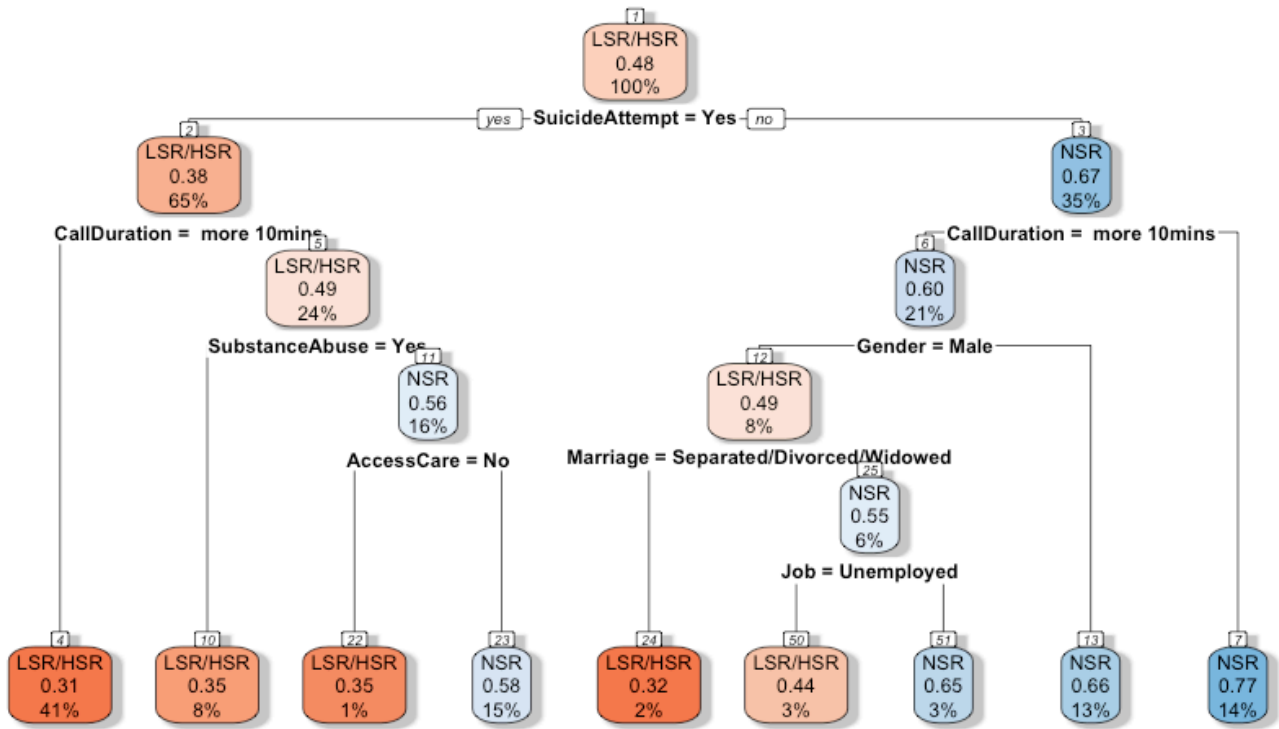 1
LSR/HSR
0.48
100%
yes SuicideAttempt = Yes no
2
LSR/HSR
0.38
65%
3
NSR
0.67
35%
CallDuration = more 10mins
CallDuration = more 10mins
5
LSR/HSR
0.49
24%
6
NSR
0.60
21%
SubstanceAbuse = Yes
Gender = Male
11
NSR
0.56
16%
12
LSR/HSR
0.49
8%
AccessCare = No
Marriage = Separated/Divorced/Widowed
25
NSR
0.55
6%
Job = Unemployed
4
LSR/HSR
0.31
41%
10
LSR/HSR
0.35
8%
22
LSR/HSR
0.35
1%
23
NSR
0.58
15%
24
LSR/HSR
0.32
2%
50
LSR/HSR
0.44
3%
51
NSR
0.65
3%
13
NSR
0.66
13%
7
NSR
0.77
14%